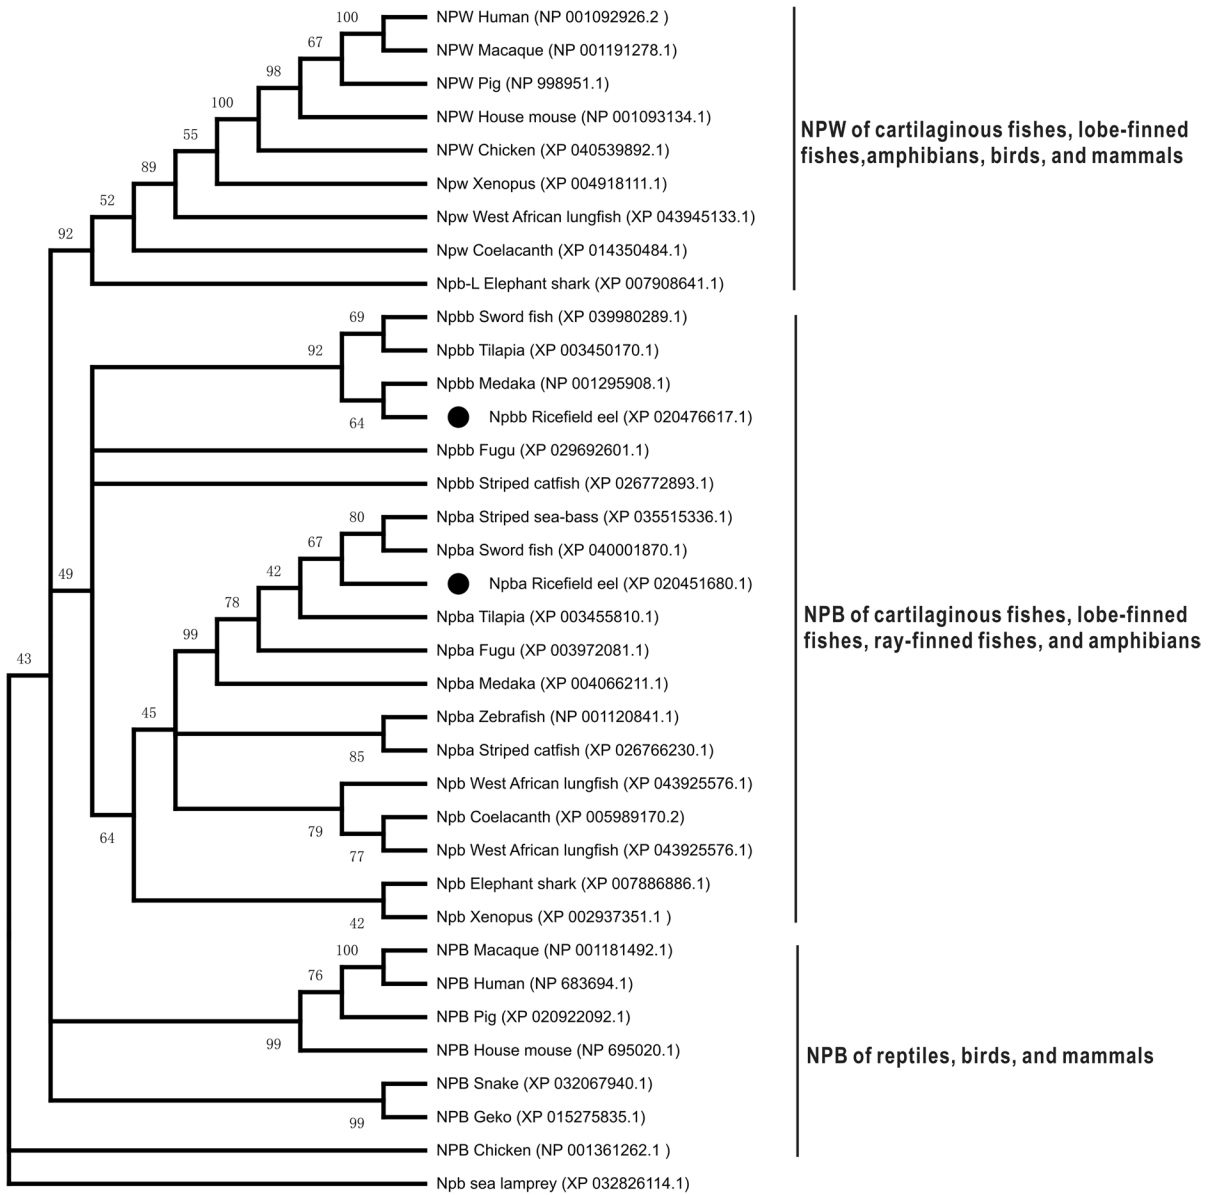 100
NPW Human (NP 001092926.2 )
67
NPW Macaque (NP 001191278.1)
98
NPW Pig (NP 998951.1)
100
NPW House mouse (NP 001093134.1)
55
NPW Chicken (XP 040539892.1)
89
Npw Xenopus (XP 004918111.1)
52
Npw West African lungfish (XP 043945133.1)
92
Npw Coelacanth (XP 014350484.1)
Npb-L Elephant shark (XP 007908641.1)
NPW of cartilaginous fishes, lobe-finned
fishes,amphibians, birds, and mammals
69
Npbb Sword fish (XP 039980289.1)
92
Npbb Tilapia (XP 003450170.1)
Npbb Medaka (NP 001295908.1)
64
Npbb Ricefield eel (XP 020476617.1)
Npbb Fugu (XP 029692601.1)
Npbb Striped catfish (XP 026772893.1)
80
Npba Striped sea-bass (XP 035515336.1)
67
Npba Sword fish (XP 040001870.1)
49
42
Npba Ricefield eel (XP 020451680.1)
78
Npba Tilapia (XP 003455810.1)
99
Npba Fugu (XP 003972081.1)
43
Npba Medaka (XP 004066211.1)
45
Npba Zebrafish (NP 001120841.1)
85
Npba Striped catfish (XP 026766230.1)
Npb West African lungfish (XP 043925576.1)
64
79
Npb Coelacanth (XP 005989170.2)
77
Npb West African lungfish (XP 043925576.1)
Npb Elephant shark (XP 007886886.1)
42
Npb Xenopus (XP 002937351.1 )
NPB of cartilaginous fishes, lobe-finned
fishes, ray-finned fishes, and amphibians
100
NPB Macaque (NP 001181492.1)
76
NPB Human (NP 683694.1)
NPB Pig (XP 020922092.1)
99
NPB House mouse (NP 695020.1)
NPB Snake (XP 032067940.1)
99
NPB Geko (XP 015275835.1)
NPB Chicken (NP 001361262.1 )
NPB of reptiles, birds, and mammals
Npb sea lamprey (XP 032826114.1)